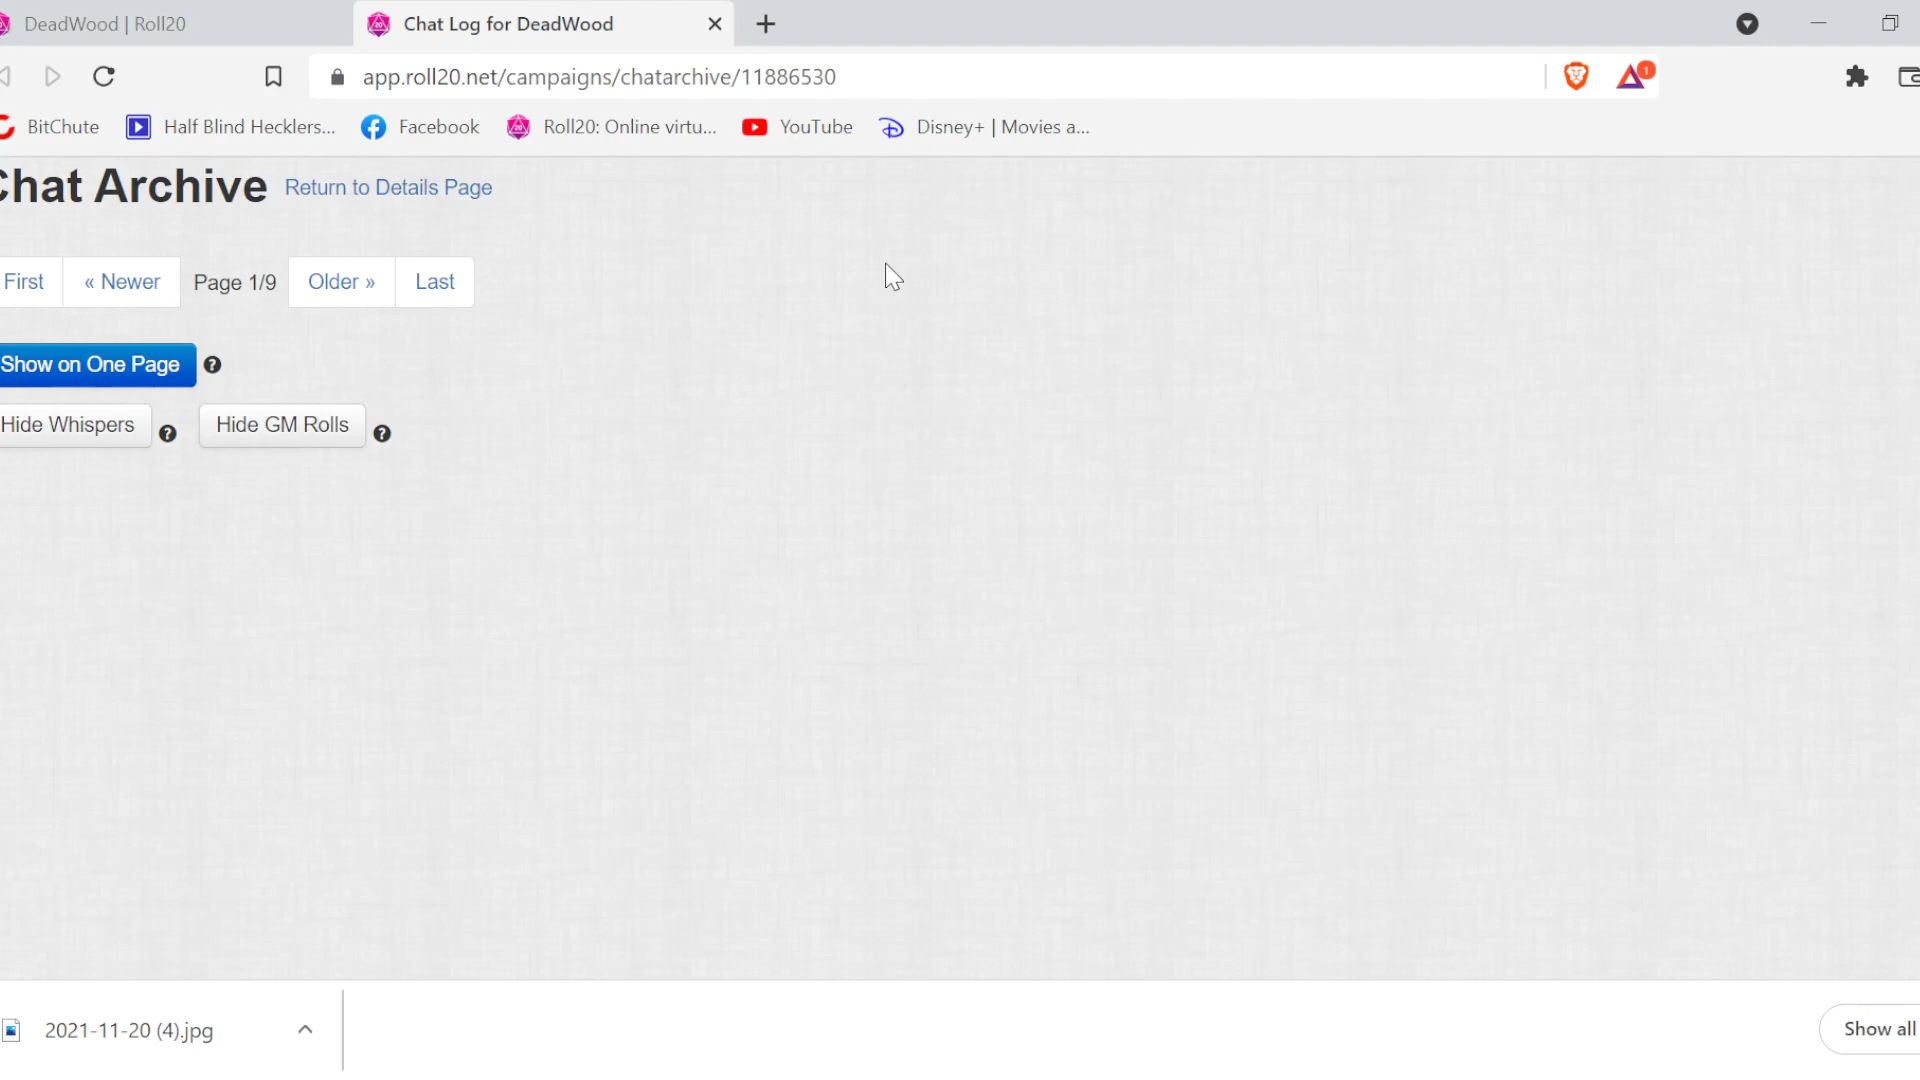 DeadWood | Roll20
Chat Log for DeadWood
app.roll20.net/campaigns/chatarchive/11886530
1
BitChute
Half Blind Hecklers...
Facebook
Roll20: Online virtu...
YouTube
Disney+ | Movies a...
Chat Archive Return to Details Page
First
« Newer
Page 1/9
Older »
Last
Show on One Page
Hide Whispers
Hide GM Rolls
2021-11-20 (4).jpg
Show all